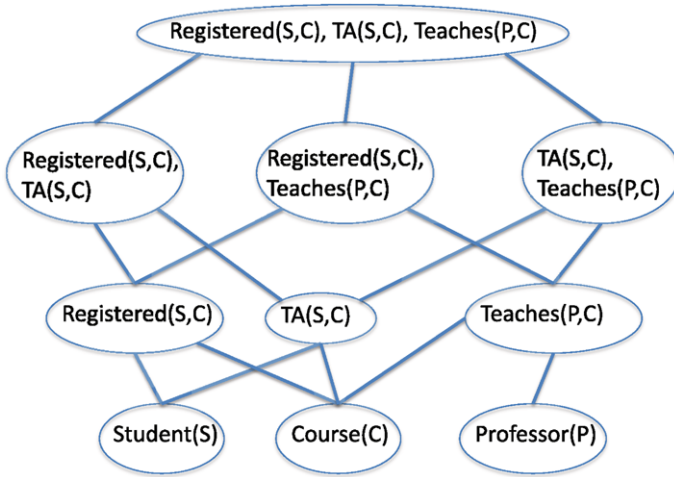 Registered(S,C), TA(S,C), Teaches(P,C)
Registered(S,C),
TA(S,C)
Registered(S,C),
Teaches(P,C)
TA(S,C),
Teaches(P,C)
Registered(S,C)
TA(S,C)
Teaches(P,C)
Student(S)
Course(C)
Professor(P)